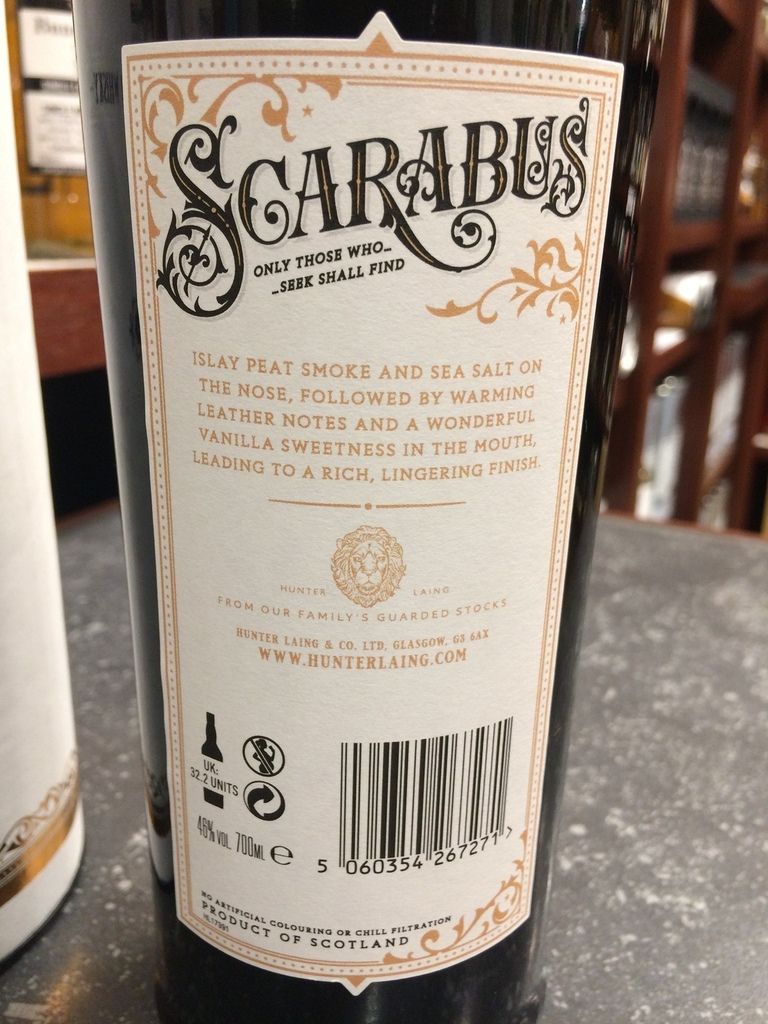 SCARABUS
ONLY THOSE WHO...
...SEEK SHALL FIND
ISLAY PEAT SMOKE AND SEA SALT ON
THE NOSE, FOLLOWED BY WARMING
LEATHER NOTES AND A WONDERFUL
VANILLA SWEETNESS IN THE MOUTH,
LEADING TO A RICH, LINGERING FINISH.
HUNTER LAING
FROM OUR FAMILY'S GUARDED STOCKS
HUNTER LAING & CO. LTD, GLASGOW, G3 6AX
WWW.HUNTERLAING.COM
UK:
32.2 UNITS
46% VOL. 700ML e
5 060354 267271 >
NO ARTIFICIAL COLOURING OR CHILL FILTRATION
PRODUCT OF SCOTLAND